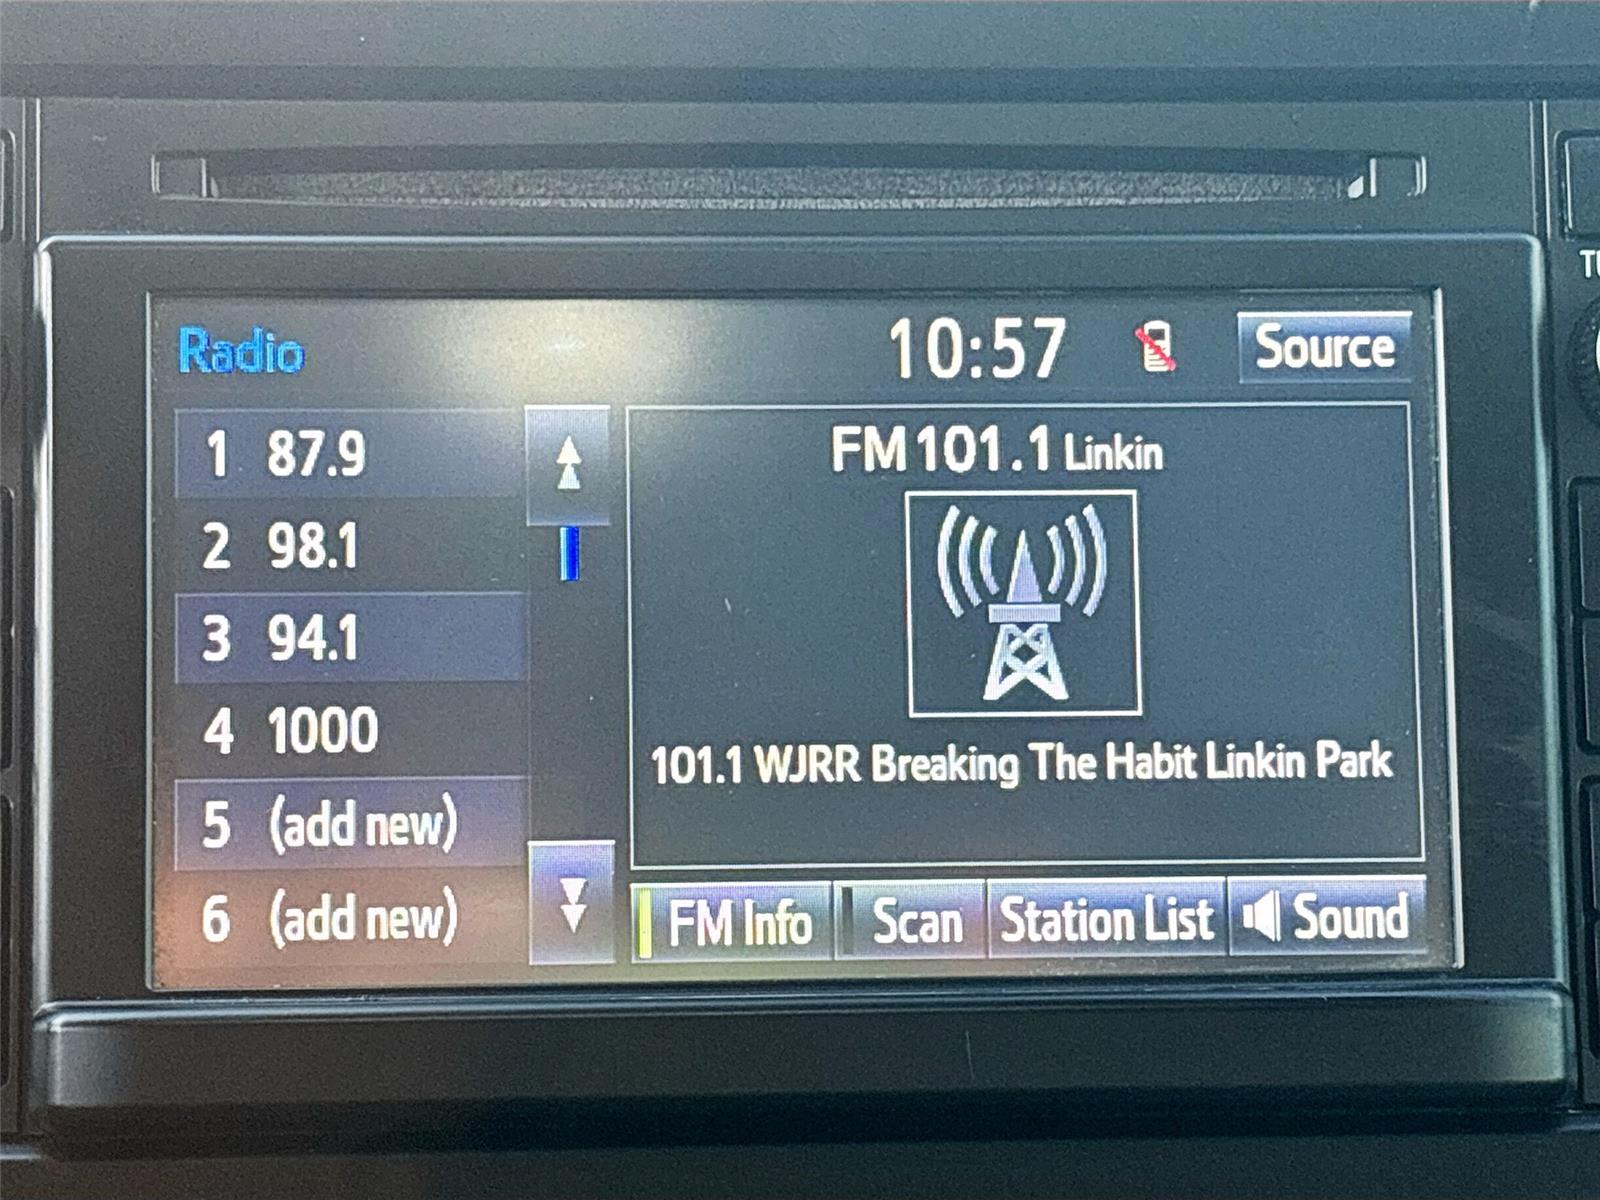 Radio
10:57
Source
1 87.9
2 98.1
3 94.1
4 1000
5 (add new)
6 (add new)
FM 101.1 Linkin
101.1 WJRR Breaking The Habit Linkin Park
FM Info
Scan
Station List
Sound